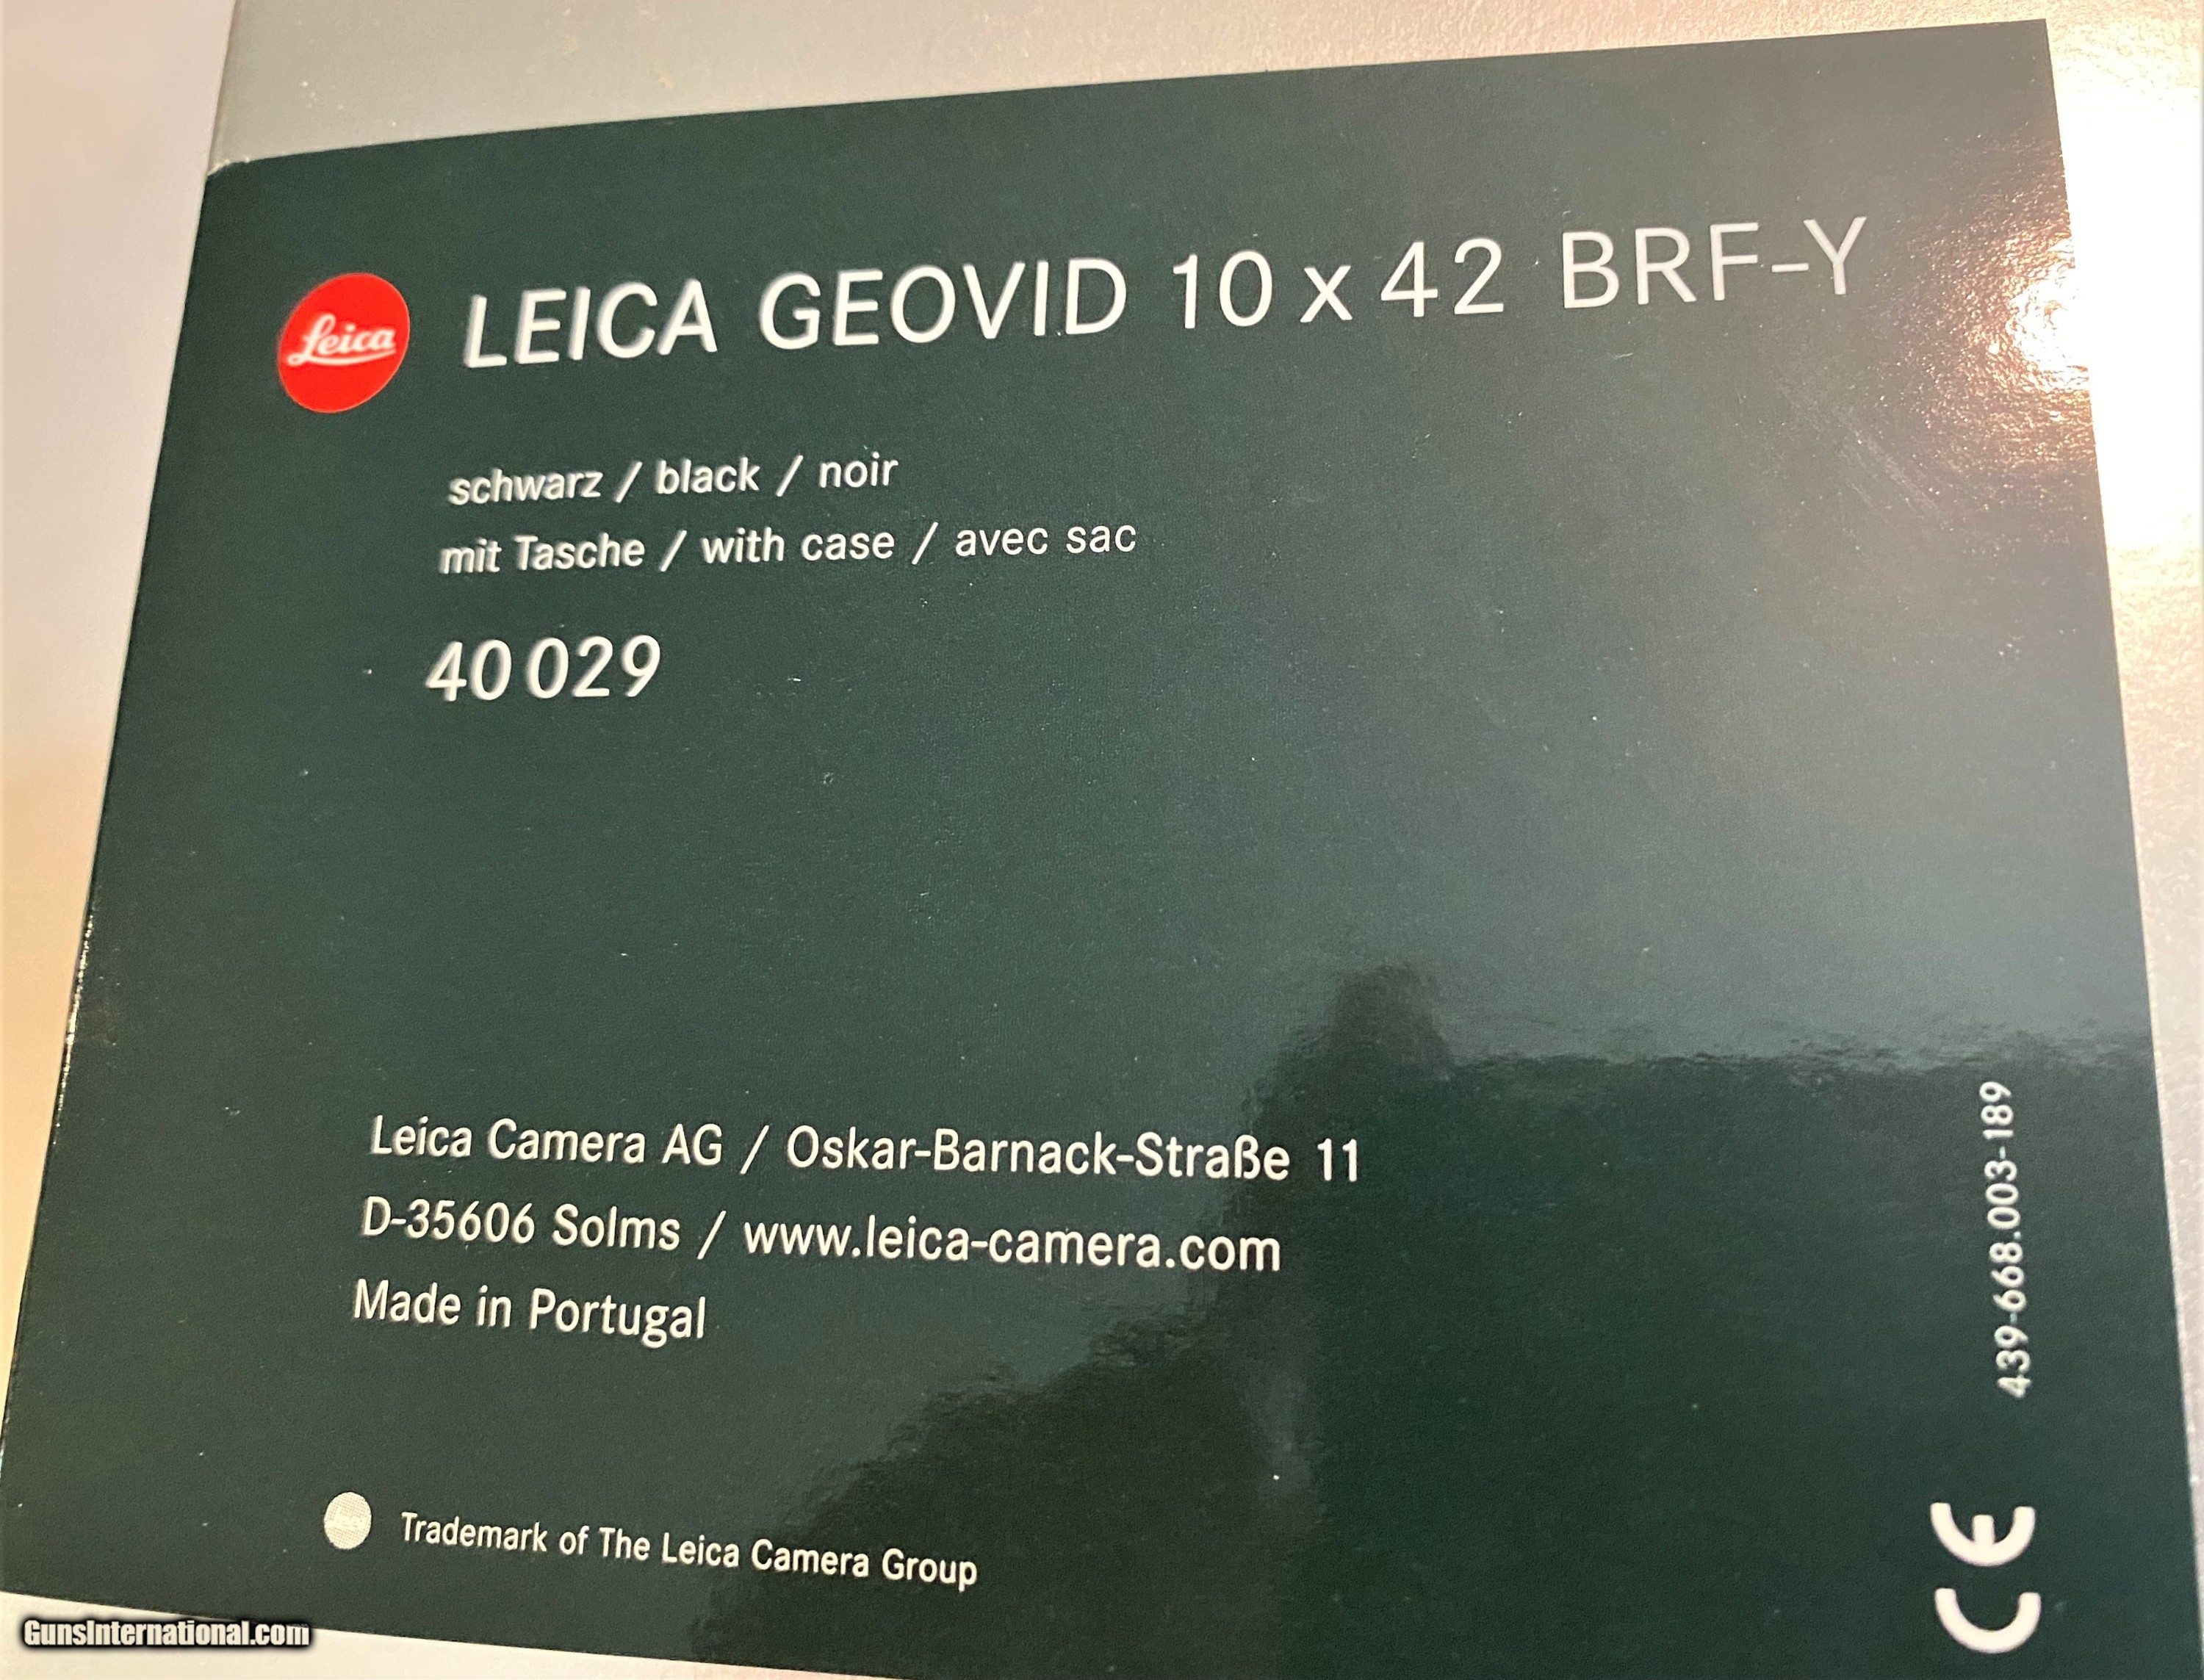 Leica
LEICA GEOVID 10 x 42 BRF-Y
schwarz / black / noir
mit Tasche / with case / avec sac
40 029
Leica Camera AG / Oskar-Barnack-Straße 11
D-35606 Solms / www.leica-camera.com
Made in Portugal
439-668.003-189
CE
Trademark of The Leica Camera Group
GunsInternational.com